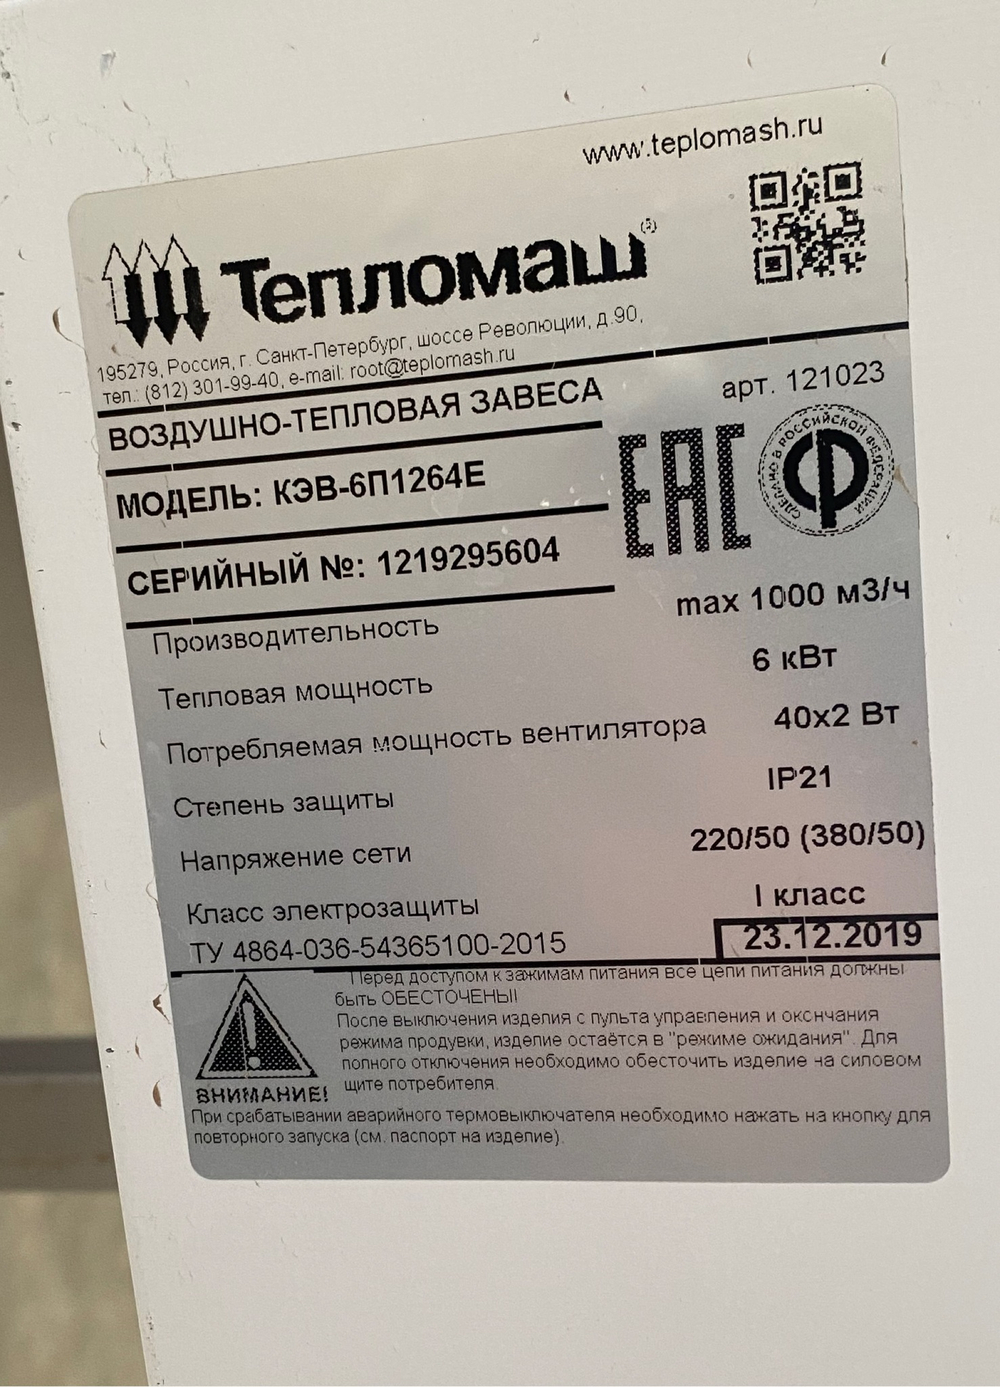 www.teplomash.ru
Тепломаш®
195279, Россия, г. Санкт-Петербург, шоссе Революции, д.90,
тел.: (812) 301-99-40, e-mail: root@teplomash.ru
ВОЗДУШНО-ТЕПЛОВАЯ ЗАВЕСА
арт. 121023
МОДЕЛЬ: КЭВ-6П1264Е
ЕАС
СДЕЛАНО В РОССИЙСКОЙ ФЕДЕРАЦИИ
СЕРИЙНЫЙ №: 1219295604
Производительность max 1000 м3/ч
Тепловая мощность 6 кВт
Потребляемая мощность вентилятора 40х2 Вт
Степень защиты IP21
Напряжение сети 220/50 (380/50)
Класс электрозащиты I класс
ТУ 4864-036-54365100-2015 23.12.2019
Перед доступом к зажимам питания все цепи питания должны
быть ОБЕСТОЧЕНЫ!
После выключения изделия с пульта управления и окончания
режима продувки, изделие остаётся в "режиме ожидания". Для
полного отключения необходимо обесточить изделие на силовом
щите потребителя.
ВНИМАНИЕ!
При срабатывании аварийного термовыключателя необходимо нажать на кнопку для
повторного запуска (см. паспорт на изделие).